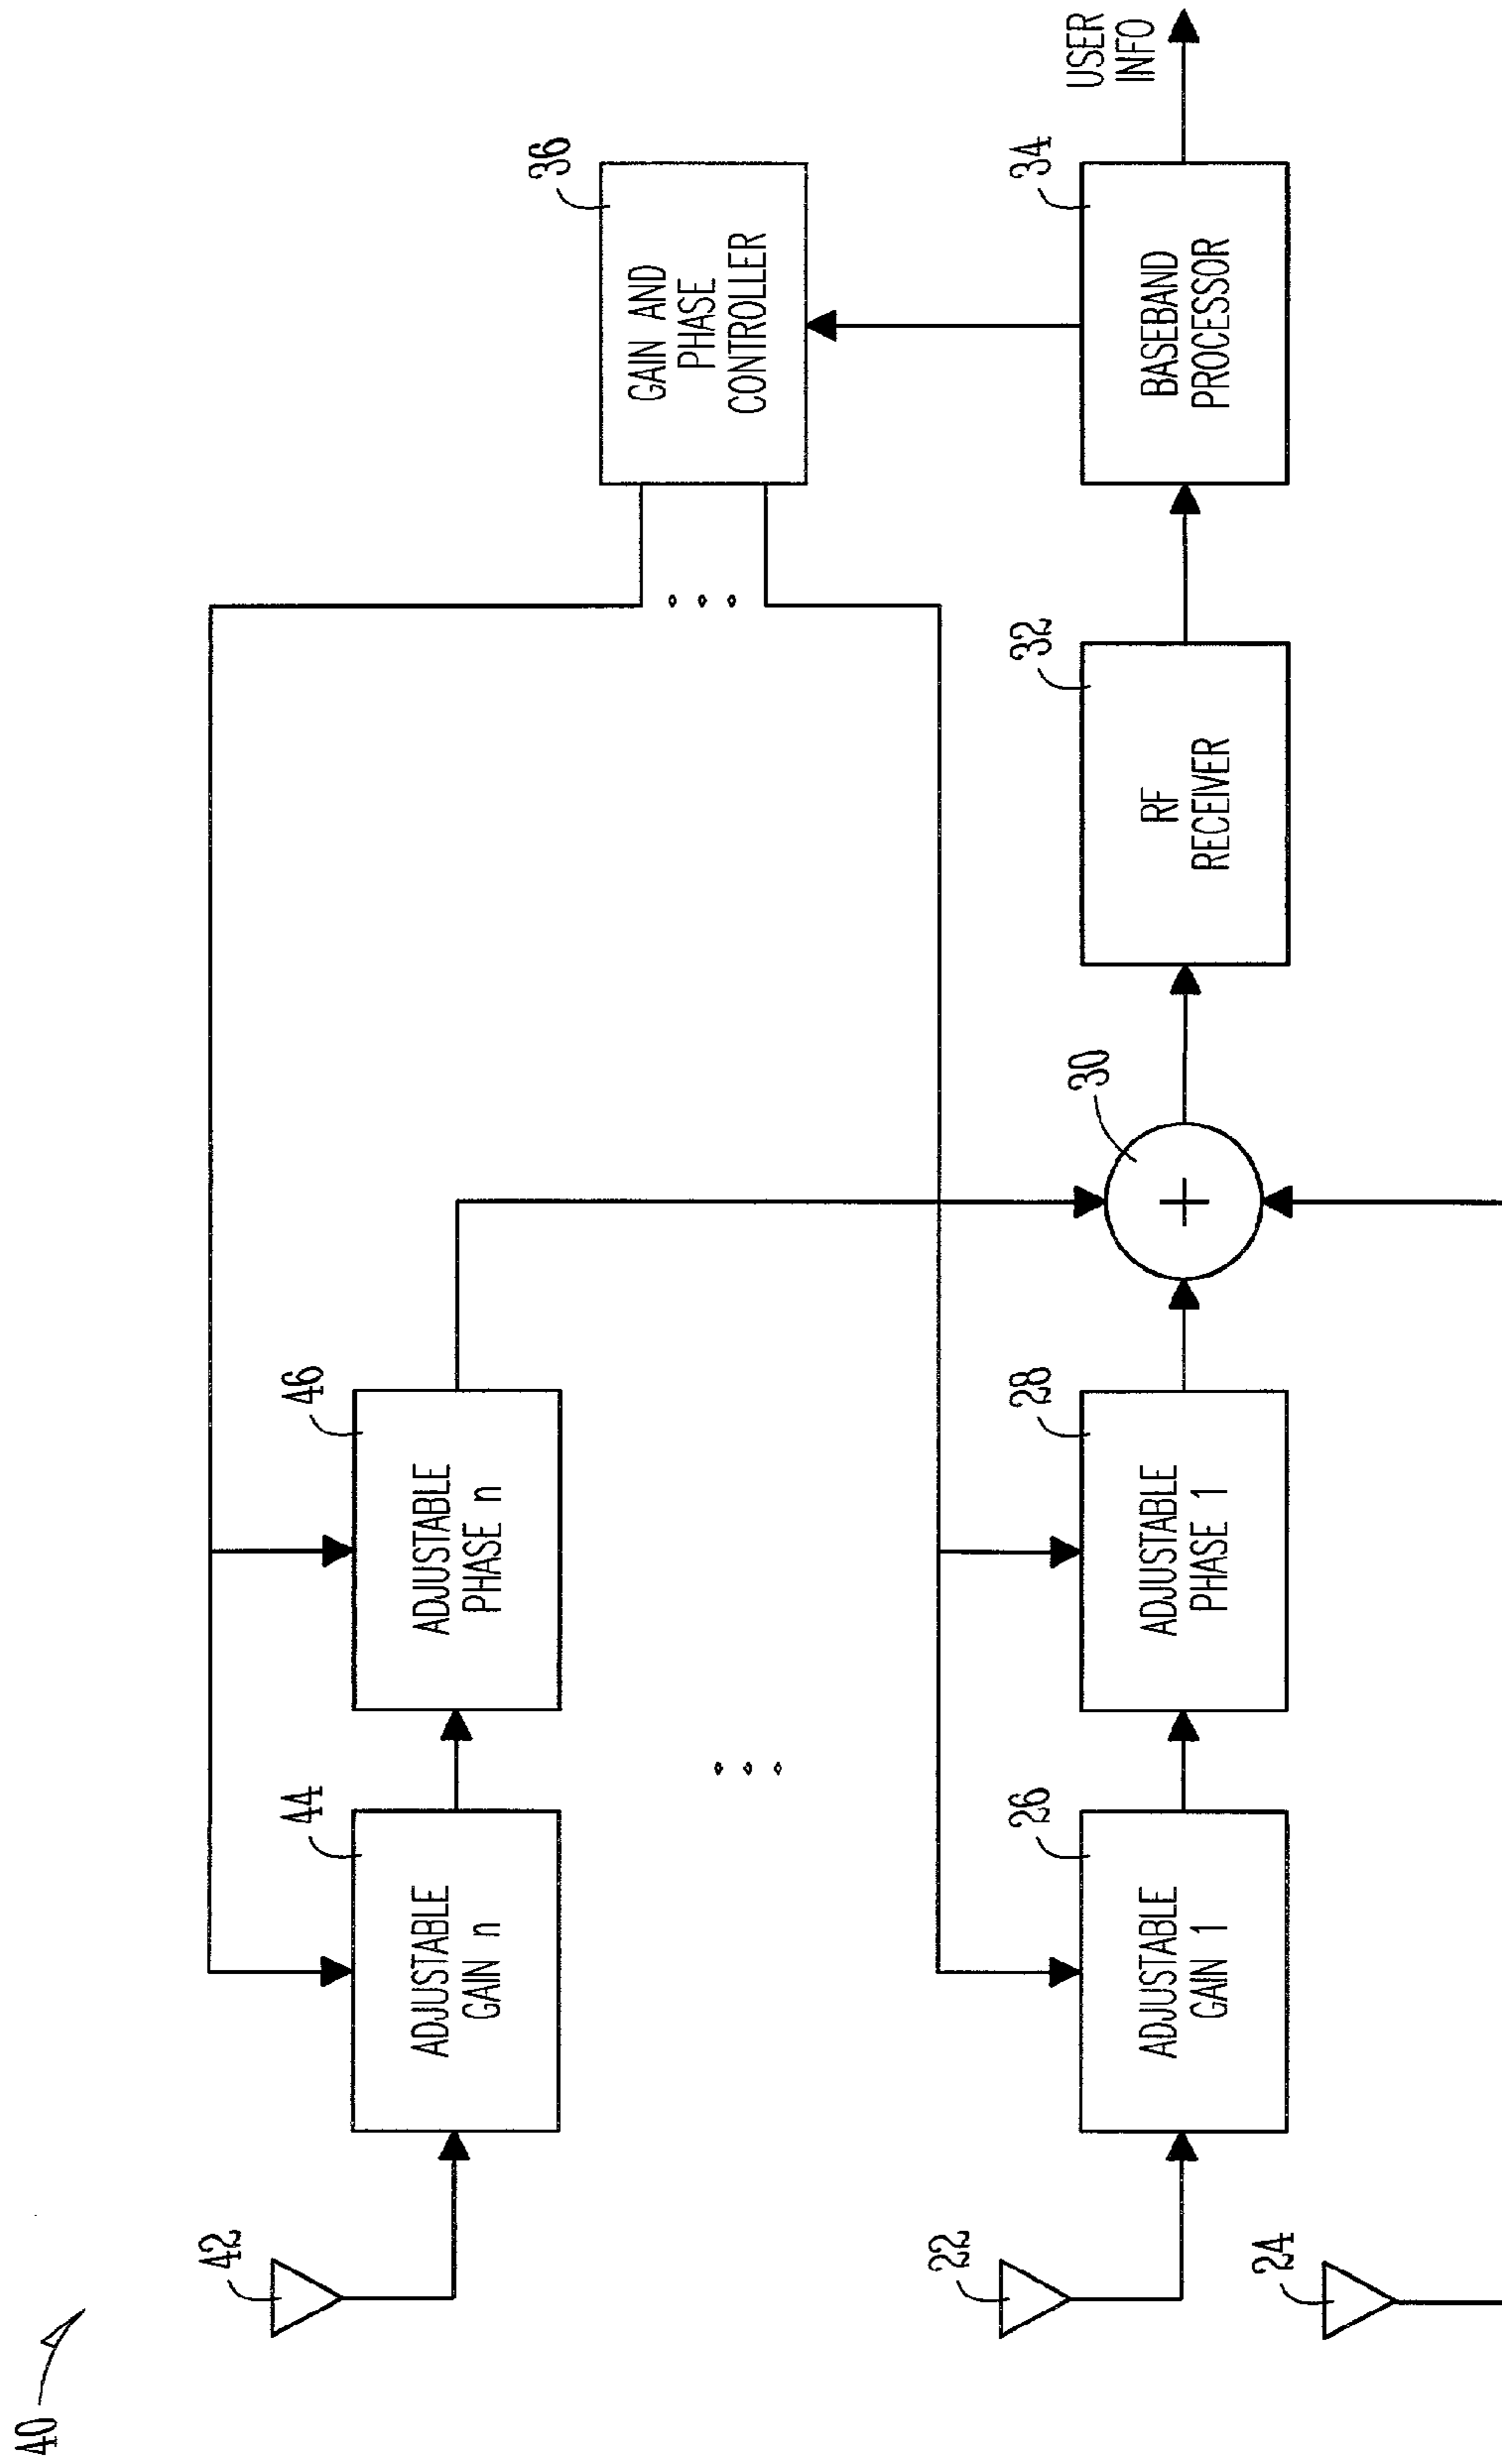 40
42
44
ADJUSTABLE
GAIN n
46
ADJUSTABLE
PHASE n
36
GAIN AND
PHASE
CONTROLLER
22
26
ADJUSTABLE
GAIN 1
28
ADJUSTABLE
PHASE 1
30
+
32
RF
RECEIVER
34
BASEBAND
PROCESSOR
USER
INFO
24